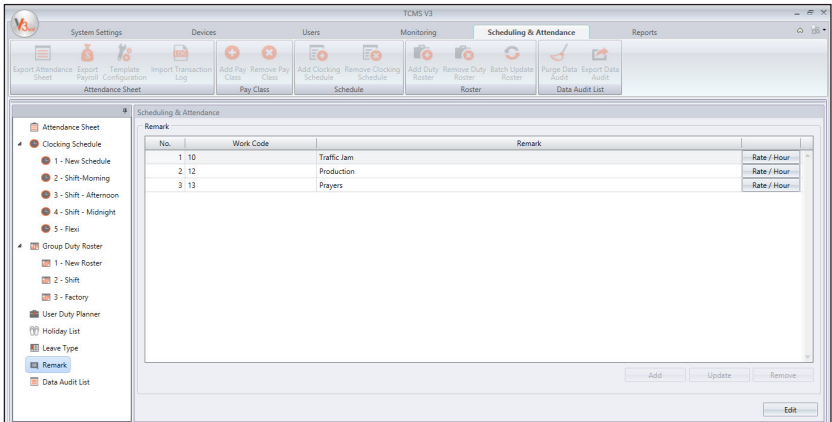 TCMS V3
V3
System Settings Devices Users Monitoring Scheduling & Attendance Reports
Export Attendance Sheet
Export Payroll
Template Configuration
Import Transaction Log
Add Pay Class
Remove Pay Class
Add Clocking Schedule
Remove Clocking Schedule
Add Duty Roster
Remove Duty Roster
Batch Update Roster
Purge Data Audit
Export Data Audit
Attendance Sheet Pay Class Schedule Roster Data Audit List
Attendance Sheet
Clocking Schedule
1 - New Schedule
2 - Shift-Morning
3 - Shift - Afternoon
4 - Shift - Midnight
5 - Flexi
Group Duty Roster
1 - New Roster
2 - Shift
3 - Factory
User Duty Planner
Holiday List
Leave Type
Remark
Data Audit List
Scheduling & Attendance
Remark
No. Work Code Remark
1 10 Traffic Jam Rate / Hour
2 12 Production Rate / Hour
3 13 Prayers Rate / Hour
Add Update Remove
Edit